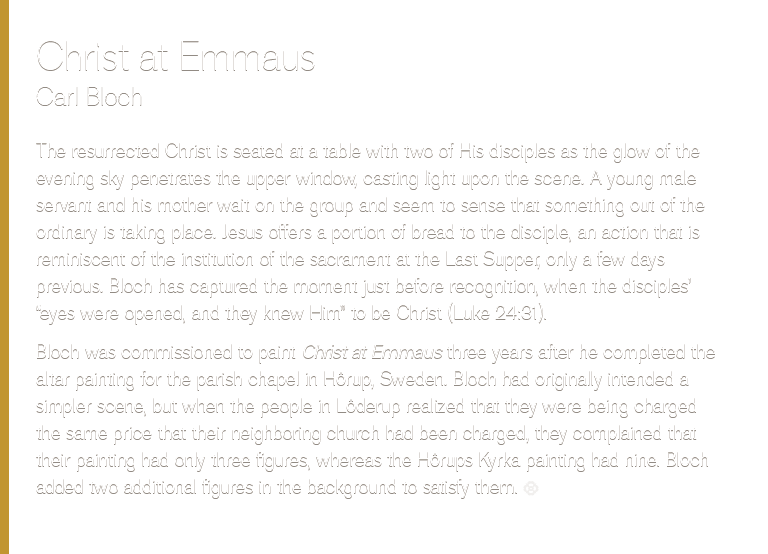 Christ at Emmaus
Carl Bloch
The resurrected Christ is seated at a table with two of His disciples as the glow of the
evening sky penetrates the upper window, casting light upon the scene. A young male
servant and his mother wait on the group and seem to sense that something out of the
ordinary is taking place. Jesus offers a portion of bread to the disciple, an action that is
reminiscent of the institution of the sacrament at the Last Supper, only a few days
previous. Bloch has captured the moment just before recognition, when the disciples’
“eyes were opened, and they knew Him” to be Christ (Luke 24:31).
Bloch was commissioned to paint Christ at Emmaus three years after he completed the
altar painting for the parish chapel in Hörup, Sweden. Bloch had originally intended a
simpler scene, but when the people in Löderup realized that they were being charged
the same price that their neighboring church had been charged, they complained that
their painting had only three figures, whereas the Hörups Kyrka painting had nine. Bloch
added two additional figures in the background to satisfy them.